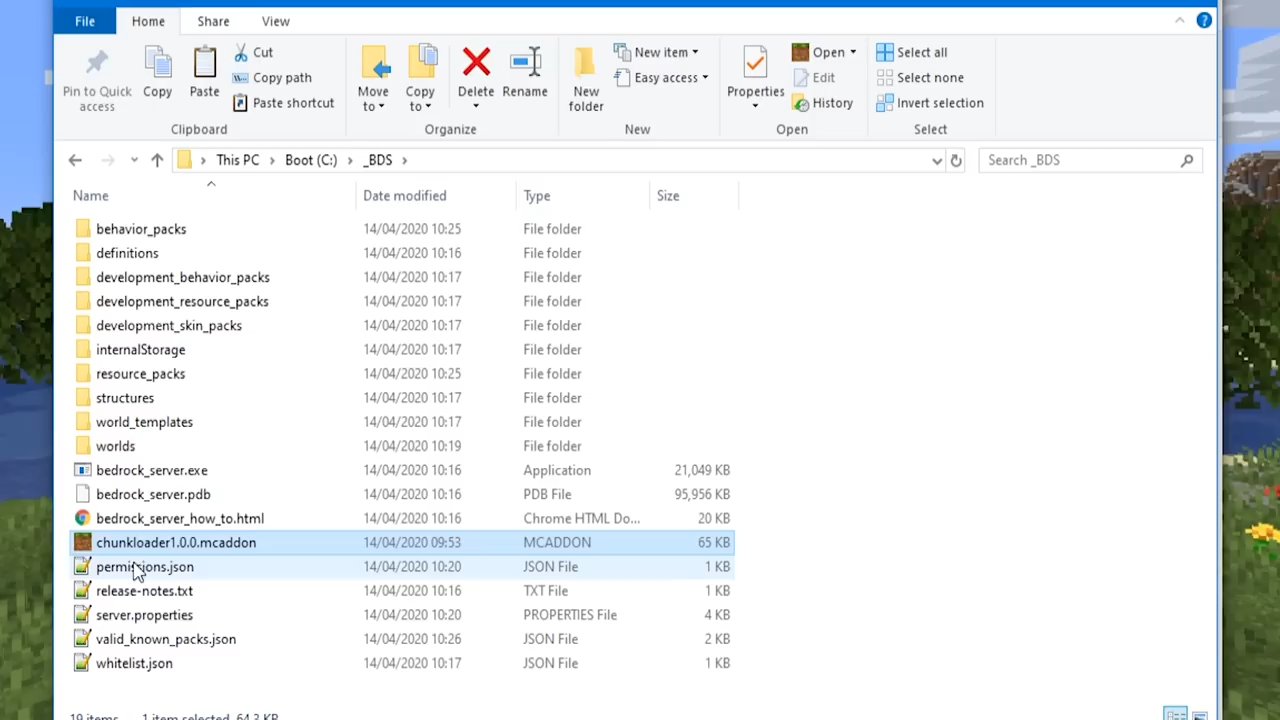 File Home Share View
Pin to Quick access
Copy
Paste
Cut
Copy path
Paste shortcut
Clipboard
Move to
Copy to
Delete
Rename
Organize
New folder
New item
Easy access
New
Properties
Open
Edit
History
Open
Select all
Select none
Invert selection
Select
This PC > Boot (C:) > _BDS >
Search _BDS
Name Date modified Type Size
behavior_packs 14/04/2020 10:25 File folder
definitions 14/04/2020 10:16 File folder
development_behavior_packs 14/04/2020 10:17 File folder
development_resource_packs 14/04/2020 10:17 File folder
development_skin_packs 14/04/2020 10:17 File folder
internalStorage 14/04/2020 10:17 File folder
resource_packs 14/04/2020 10:25 File folder
structures 14/04/2020 10:17 File folder
world_templates 14/04/2020 10:17 File folder
worlds 14/04/2020 10:19 File folder
bedrock_server.exe 14/04/2020 10:16 Application 21,049 KB
bedrock_server.pdb 14/04/2020 10:16 PDB File 95,956 KB
bedrock_server_how_to.html 14/04/2020 10:16 Chrome HTML Do... 20 KB
chunkloader1.0.0.mcaddon 14/04/2020 09:53 MCADDON 65 KB
permissions.json 14/04/2020 10:20 JSON File 1 KB
release-notes.txt 14/04/2020 10:16 TXT File 1 KB
server.properties 14/04/2020 10:20 PROPERTIES File 4 KB
valid_known_packs.json 14/04/2020 10:26 JSON File 2 KB
whitelist.json 14/04/2020 10:17 JSON File 1 KB
19 items 1 item selected 64.3 KB